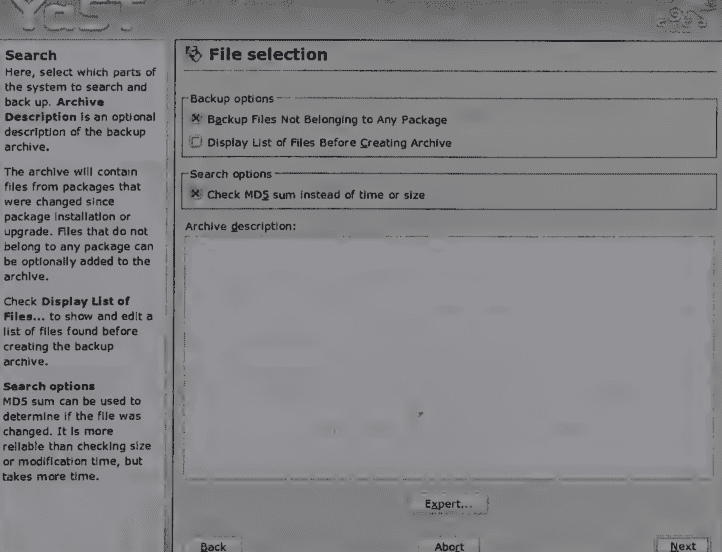 YaST
Search
Here, select which parts of
the system to search and
back up. Archive
Description is an optional
description of the backup
archive.
The archive will contain
files from packages that
were changed since
package installation or
upgrade. Files that do not
belong to any package can
be optionally added to the
archive.
Check Display List of
Files... to show and edit a
list of files found before
creating the backup
archive.
Search options
MD5 sum can be used to
determine if the file was
changed. It is more
reliable than checking size
or modification time, but
takes more time.
File selection
Backup options
Backup Files Not Belonging to Any Package
Display List of Files Before Creating Archive
Search options
Check MD5 sum instead of time or size
Archive description:
Expert...
Back
Abort
Next